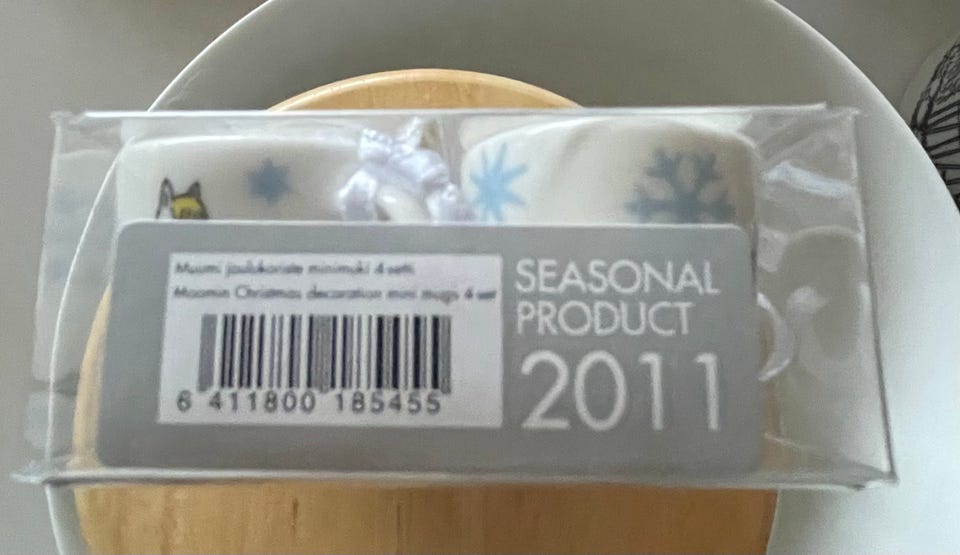 Muumi joulukoriste minimuki 4 setti
Moomin Christmas decoration mini mugs 4 set
6 411800 185455
SEASONAL
PRODUCT
2011